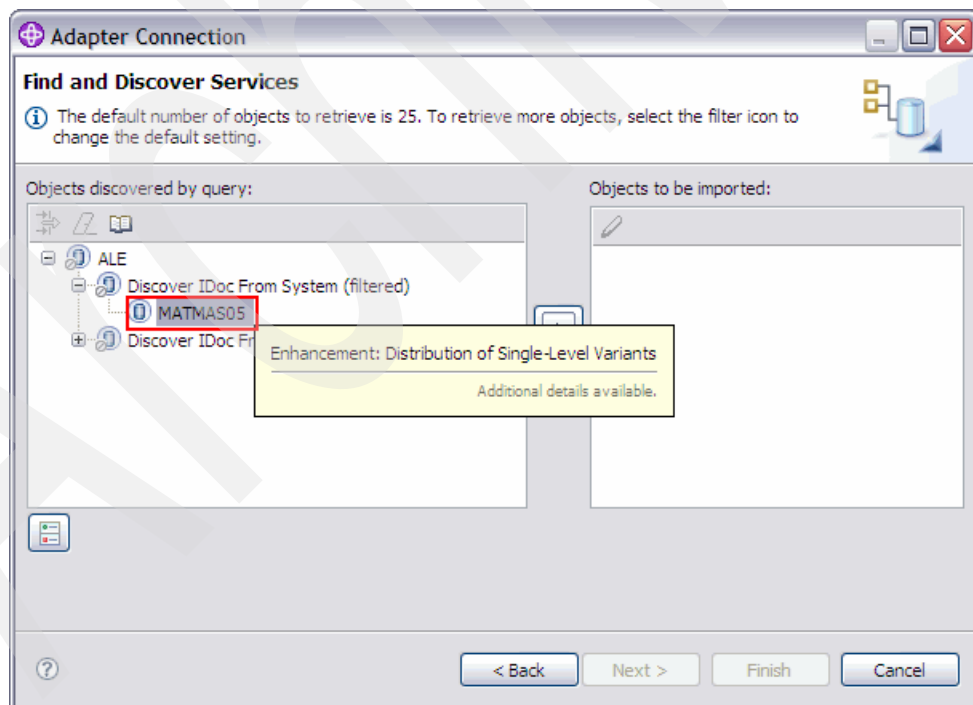 Adapter Connection
Find and Discover Services
The default number of objects to retrieve is 25. To retrieve more objects, select the filter icon to
change the default setting.
Objects discovered by query:
Objects to be imported:
ALE
Discover IDoc From System (filtered)
MATMAS05
Discover IDoc Fr
Enhancement: Distribution of Single-Level Variants
Additional details available.
< Back
Next >
Finish
Cancel